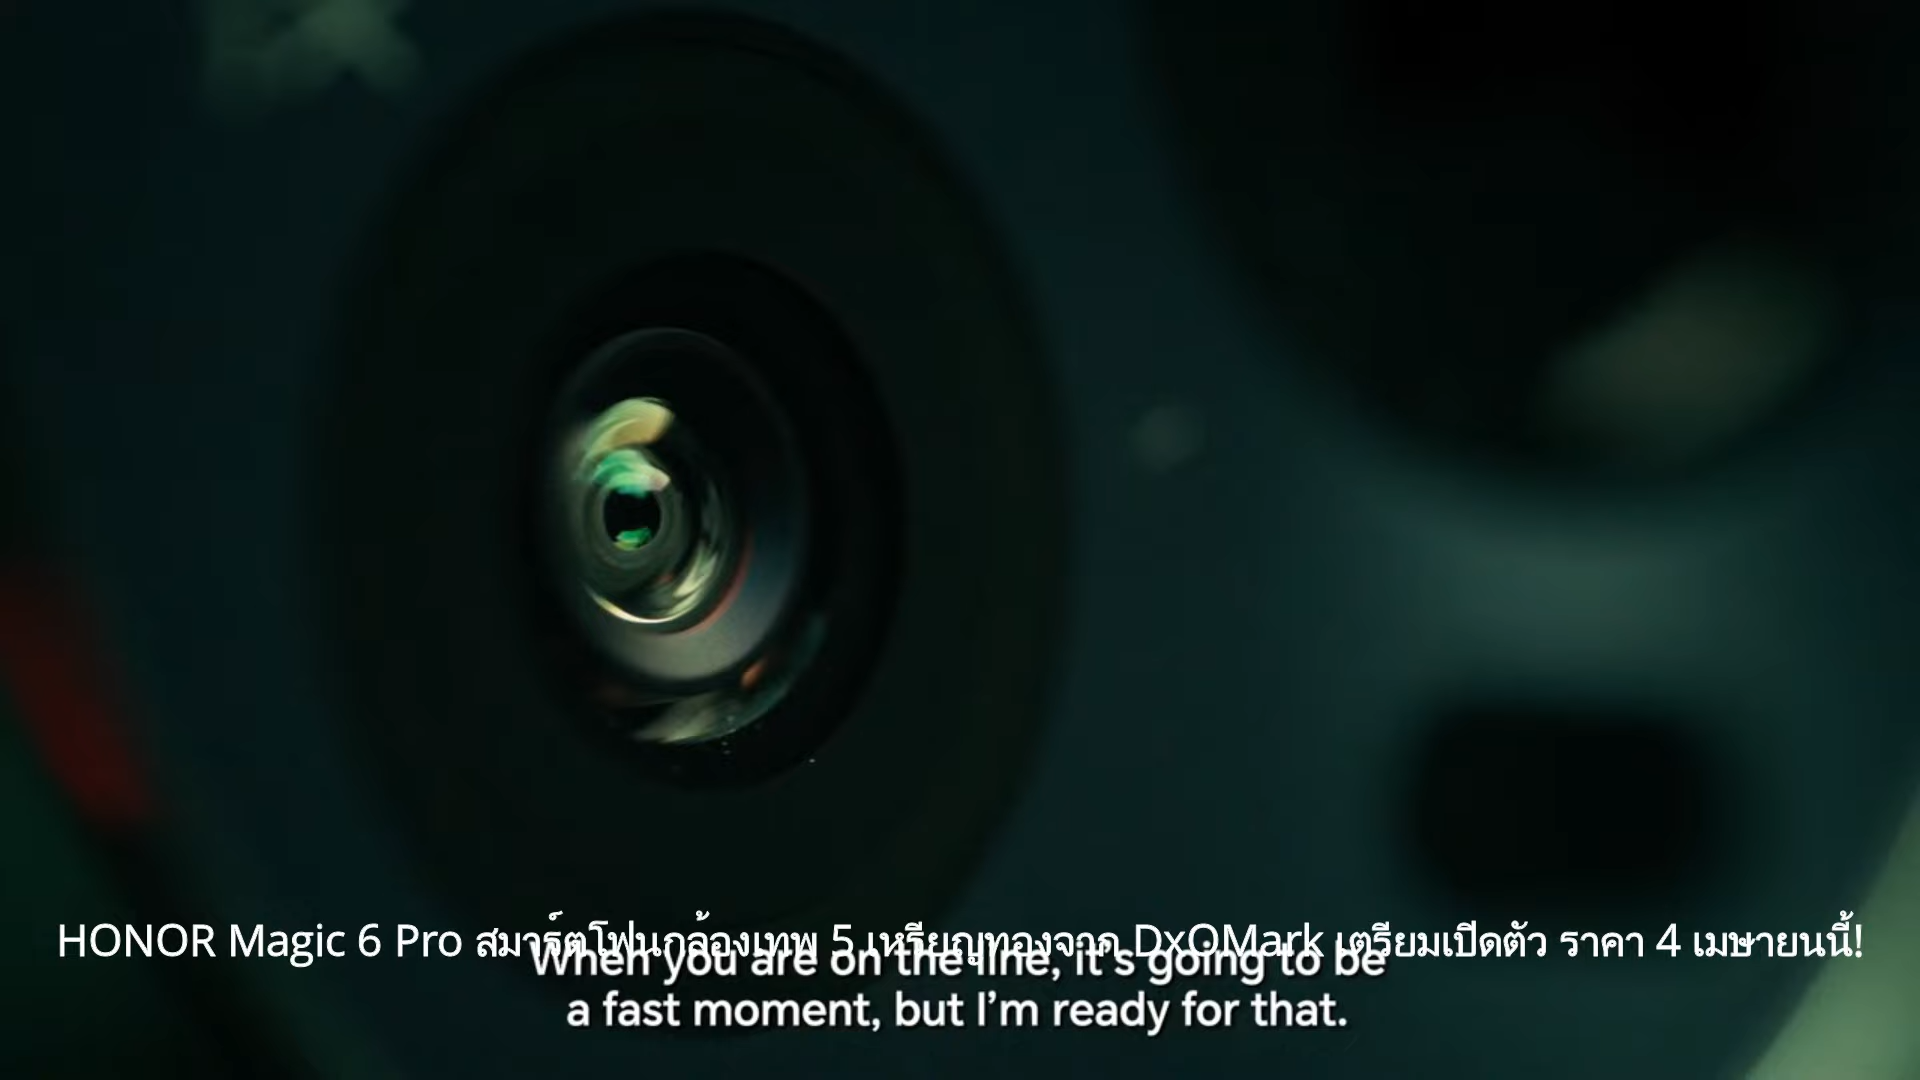 HONOR Magic 6 Pro สมาร์ตโฟนกล้องเทพ 5 เหรียญทองจาก DxOMark เตรียมเปิดตัว ราคา 4 เมษายนนี้!
When you are on the line, it's going to be
a fast moment, but I'm ready for that.